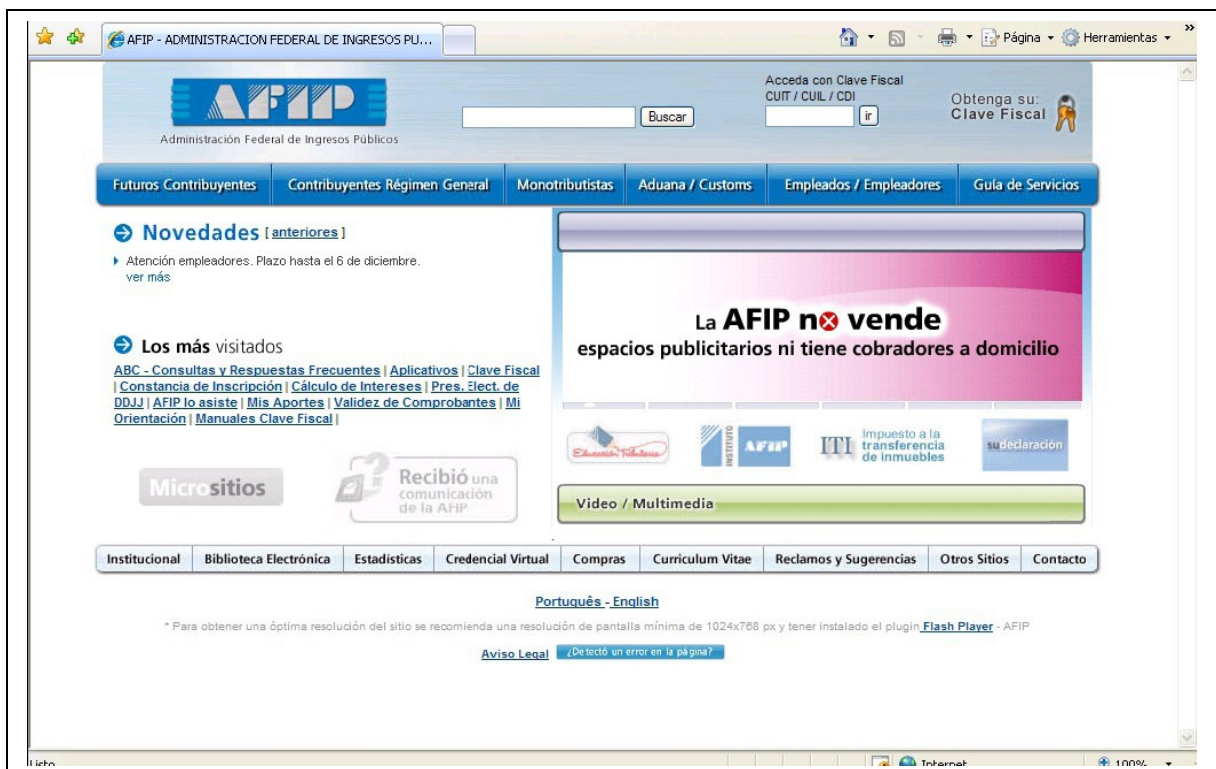 AFIP - ADMINISTRACION FEDERAL DE INGRESOS PU...
Página
Herramientas
»
AFIP
Administración Federal de Ingresos Públicos
Buscar
Acceda con Clave Fiscal
CUIT / CUIL / CDI
ir
Obtenga su:
Clave Fiscal
Futuros Contribuyentes
Contribuyentes Régimen General
Monotributistas
Aduana / Customs
Empleados / Empleadores
Guía de Servicios
Novedades [ anteriores ]
Atención empleadores. Plazo hasta el 6 de diciembre.
ver más
Los más visitados
ABC - Consultas y Respuestas Frecuentes | Aplicativos | Clave Fiscal
| Constancia de Inscripción | Cálculo de Intereses | Pres. Elect. de
DDJJ | AFIP lo asiste | Mis Aportes | Validez de Comprobantes | Mi
Orientación | Manuales Clave Fiscal |
Micrositios
Recibió una
comunicación
de la AFIP
La AFIP no vende
espacios publicitarios ni tiene cobradores a domicilio
Educación Tributaria
INSTITUTO
AFIP
ITI
Impuesto a la
transferencia
de inmuebles
sudeclaración
Video / Multimedia
Institucional
Biblioteca Electrónica
Estadísticas
Credencial Virtual
Compras
Curriculum Vitae
Reclamos y Sugerencias
Otros Sitios
Contacto
Português - English
* Para obtener una óptima resolución del sitio se recomienda una resolución de pantalla mínima de 1024x768 px y tener instalado el plugin Flash Player - AFIP
Aviso Legal
¿Detectó un error en la página?
Listo
Internet
100%